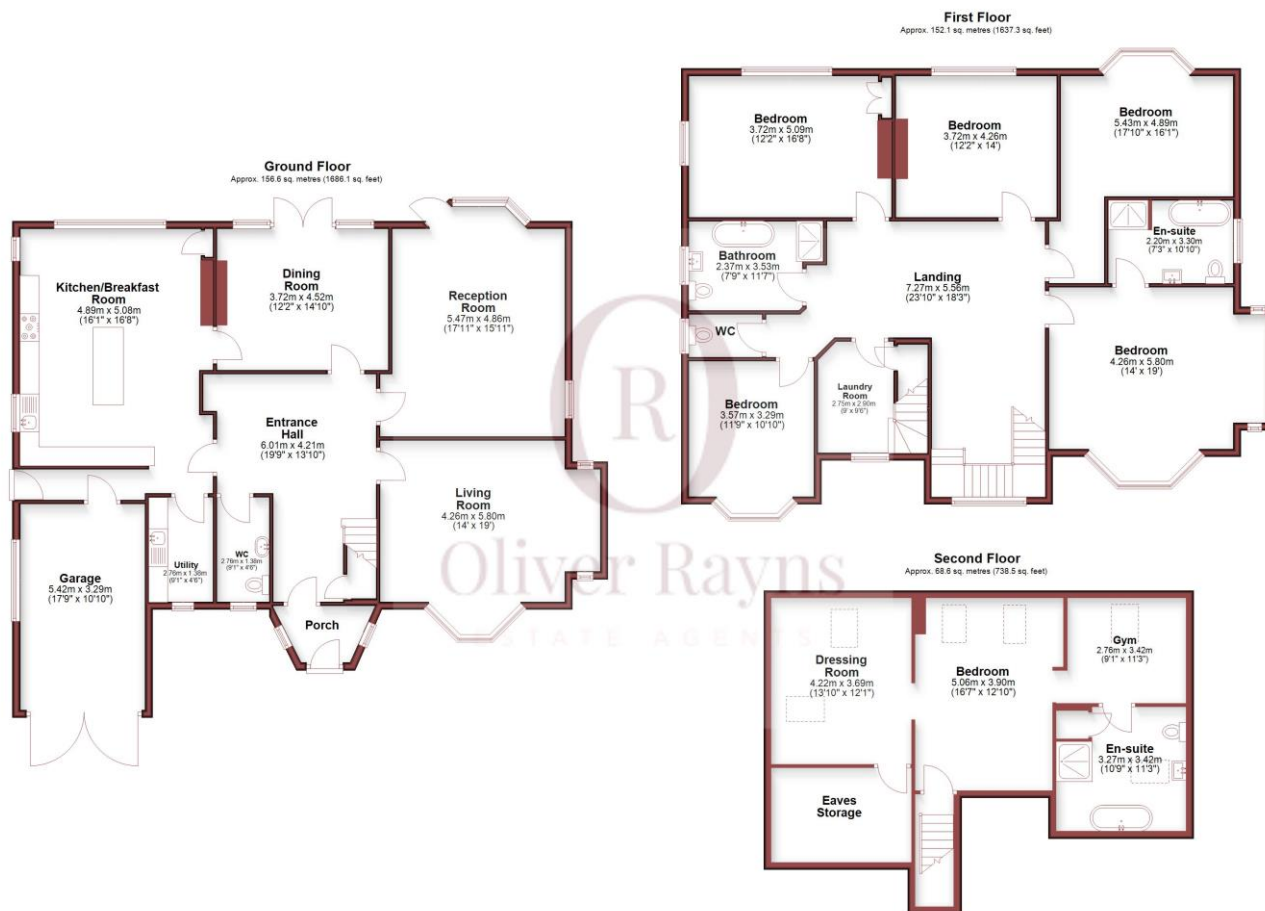 Ground Floor
Approx. 156.6 sq. metres (1686.1 sq. feet)
Kitchen/Breakfast
Room
4.89m x 5.08m
(16'1" x 16'8")
Dining
Room
3.72m x 4.52m
(12'2" x 14'10")
Reception
Room
5.47m x 4.86m
(17'11" x 15'11")
Entrance
Hall
6.01m x 4.21m
(19'9" x 13'10")
Living
Room
4.26m x 5.80m
(14' x 19')
Garage
5.42m x 3.29m
(17'9" x 10'10")
Utility
2.76m x 1.38m
(9'1" x 4'6")
WC
2.76m x 1.38m
(9'1" x 4'6")
Porch
First Floor
Approx. 152.1 sq. metres (1637.3 sq. feet)
Bedroom
3.72m x 5.09m
(12'2" x 16'8")
Bedroom
3.72m x 4.26m
(12'2" x 14')
Bedroom
5.43m x 4.89m
(17'10" x 16'1")
En-suite
2.20m x 3.30m
(7'3" x 10'10")
Bathroom
2.37m x 3.53m
(7'9" x 11'7")
Landing
7.27m x 5.56m
(23'10" x 18'3")
WC
Bedroom
4.26m x 5.80m
(14' x 19')
Bedroom
3.57m x 3.29m
(11'9" x 10'10")
Laundry
Room
2.75m x 2.90m
(9' x 9'6")
Second Floor
Approx. 68.6 sq. metres (738.5 sq. feet)
Dressing
Room
4.22m x 3.69m
(13'10" x 12'1")
Bedroom
5.06m x 3.90m
(16'7" x 12'10")
Gym
2.76m x 3.42m
(9'1" x 11'3")
En-suite
3.27m x 3.42m
(10'9" x 11'3")
Eaves
Storage
R
Oliver Rayns
ESTATE AGENTS